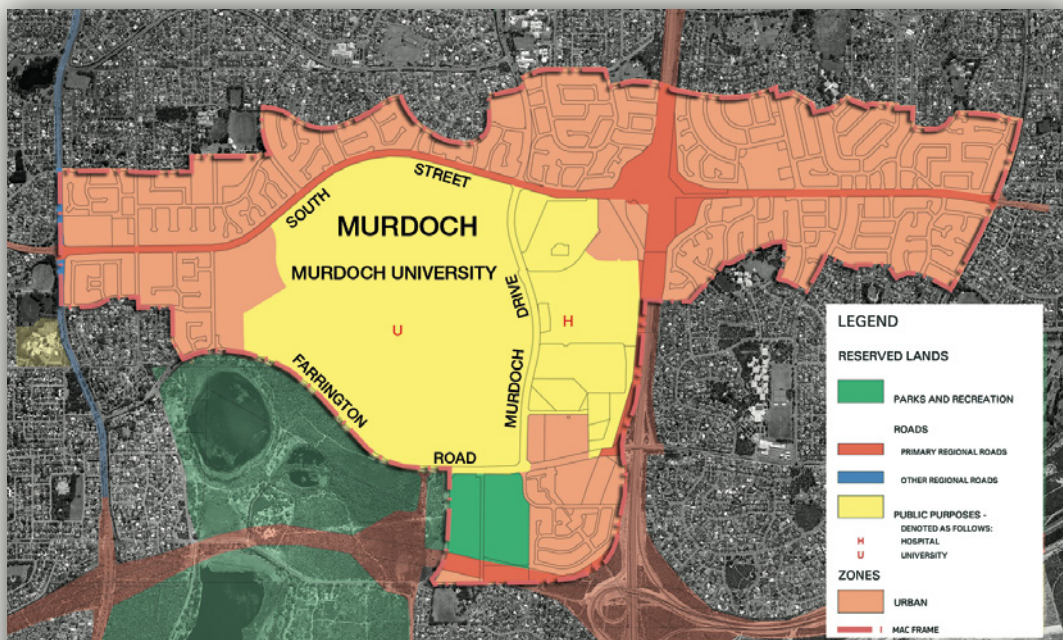 STREET
SOUTH
MURDOCH
MURDOCH UNIVERSITY
DRIVE
U
H
MURDOCH
FARRINGTON
ROAD
LEGEND
RESERVED LANDS
PARKS AND RECREATION
ROADS
PRIMARY REGIONAL ROADS
OTHER REGIONAL ROADS
PUBLIC PURPOSES -
DENOTED AS FOLLOWS:
H HOSPITAL
U UNIVERSITY
ZONES
URBAN
MAC FRAME